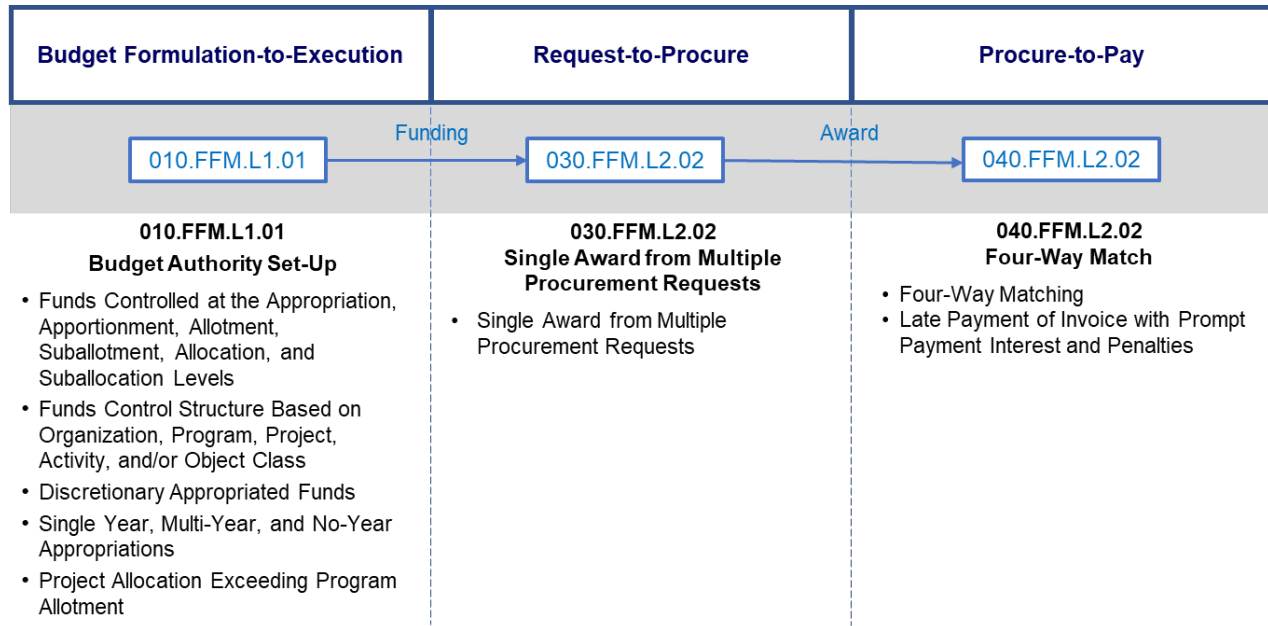 Budget Formulation-to-Execution
Request-to-Procure
Procure-to-Pay
Funding
Award
010.FFM.L1.01
030.FFM.L2.02
040.FFM.L2.02
010.FFM.L1.01
Budget Authority Set-Up
• Funds Controlled at the Appropriation,
Apportionment, Allotment,
Suballotment, Allocation, and
Suballocation Levels
• Funds Control Structure Based on
Organization, Program, Project,
Activity, and/or Object Class
• Discretionary Appropriated Funds
• Single Year, Multi-Year, and No-Year
Appropriations
• Project Allocation Exceeding Program
Allotment
030.FFM.L2.02
Single Award from Multiple
Procurement Requests
• Single Award from Multiple
Procurement Requests
040.FFM.L2.02
Four-Way Match
• Four-Way Matching
• Late Payment of Invoice with Prompt
Payment Interest and Penalties